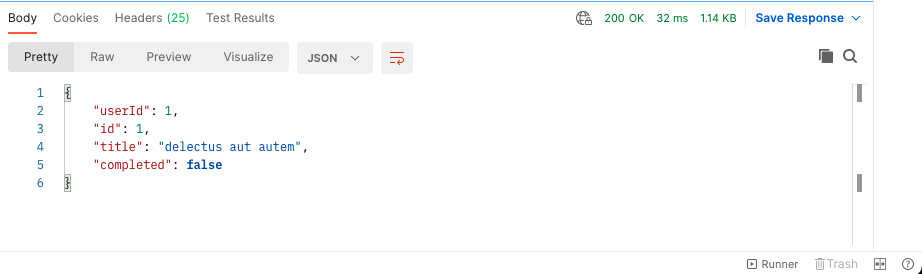 Body Cookies Headers (25) Test Results 200 OK 32 ms 1.14 KB Save Response
Pretty Raw Preview Visualize JSON
1 {
2 "userId": 1,
3 "id": 1,
4 "title": "delectus aut autem",
5 "completed": false
6 }
Runner Trash